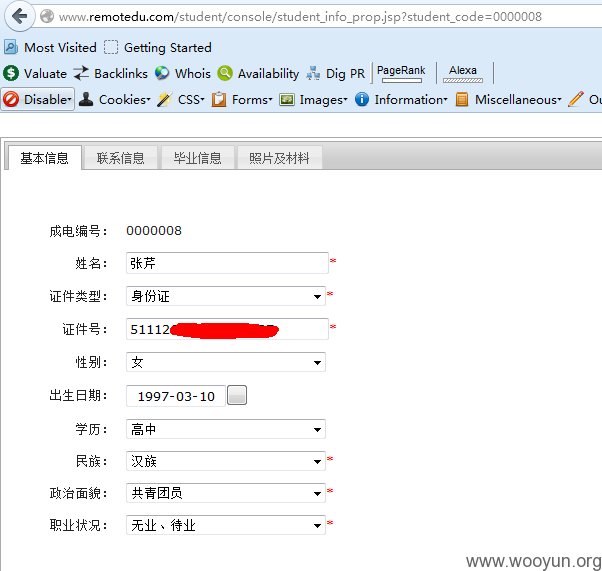 www.remotedu.com/student/console/student_info_prop.jsp?student_code=0000008
Most Visited Getting Started
Valuate Backlinks Whois Availability Dig PR PageRank Alexa
Disable Cookies CSS Forms Images Information Miscellaneous Ou
基本信息 联系信息 毕业信息 照片及材料
成电编号： 0000008
姓名： 张芹 *
证件类型： 身份证 *
证件号： 51112 *
性别： 女
出生日期： 1997-03-10
学历： 高中
民族： 汉族 *
政治面貌： 共青团员 *
职业状况： 无业、待业 *
www.wooyun.org